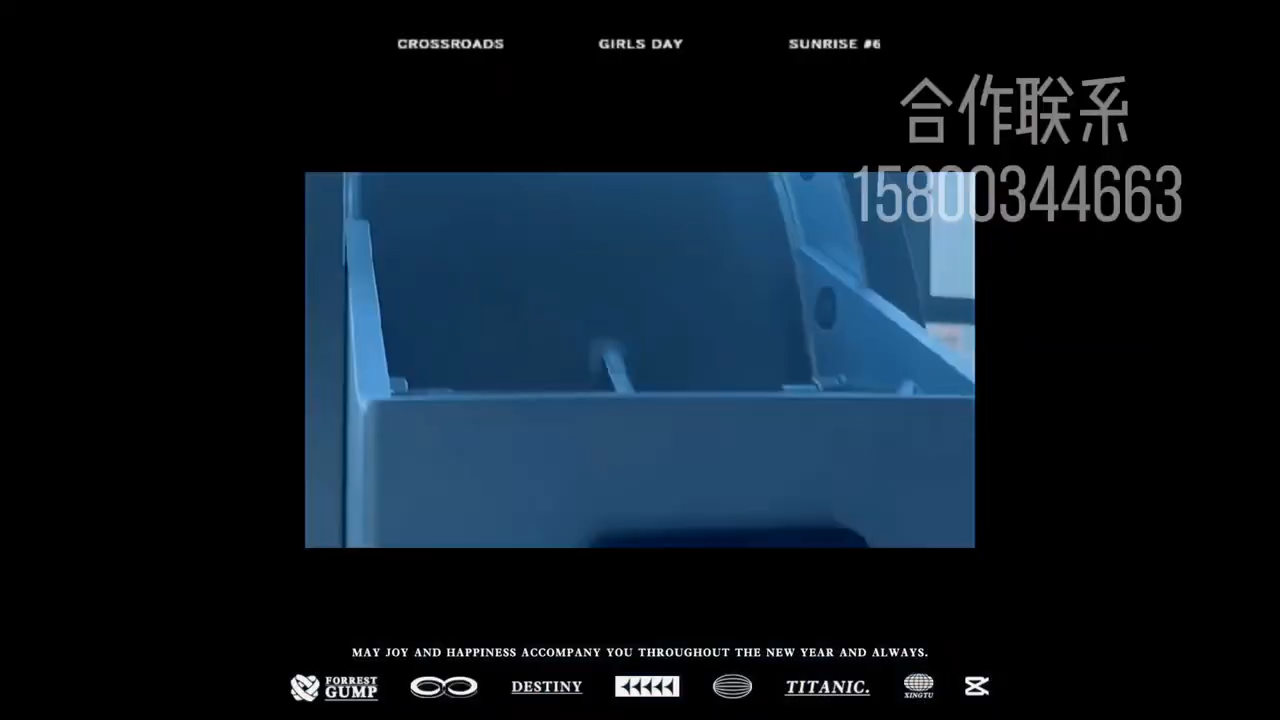 CROSSROADS GIRLS DAY SUNRISE #6
合作联系
15800344663
MAY JOY AND HAPPINESS ACCOMPANY YOU THROUGHOUT THE NEW YEAR AND ALWAYS.
FORREST
GUMP
DESTINY
TITANIC.
XINGTU